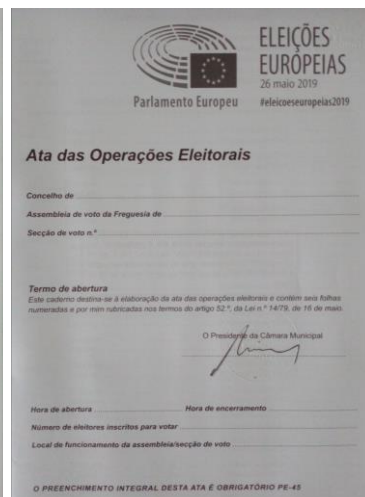 ELEIÇÕES
EUROPEIAS
26 maio 2019
Parlamento Europeu
#eleicoeseuropeias2019
Ata das Operações Eleitorais
Concelho de
Assembleia de voto da Freguesia de
Secção de voto n.º
Termo de abertura
Este caderno destina-se à elaboração da ata das operações eleitorais e contém seis folhas
numeradas e por mim rubricadas nos termos do artigo 52.º, da Lei n.º 14/79, de 16 de maio.
O Presidente da Câmara Municipal
Hora de abertura Hora de encerramento
Número de eleitores inscritos para votar
Local de funcionamento da assembleia/secção de voto
O PREENCHIMENTO INTEGRAL DESTA ATA É OBRIGATÓRIO PE-45